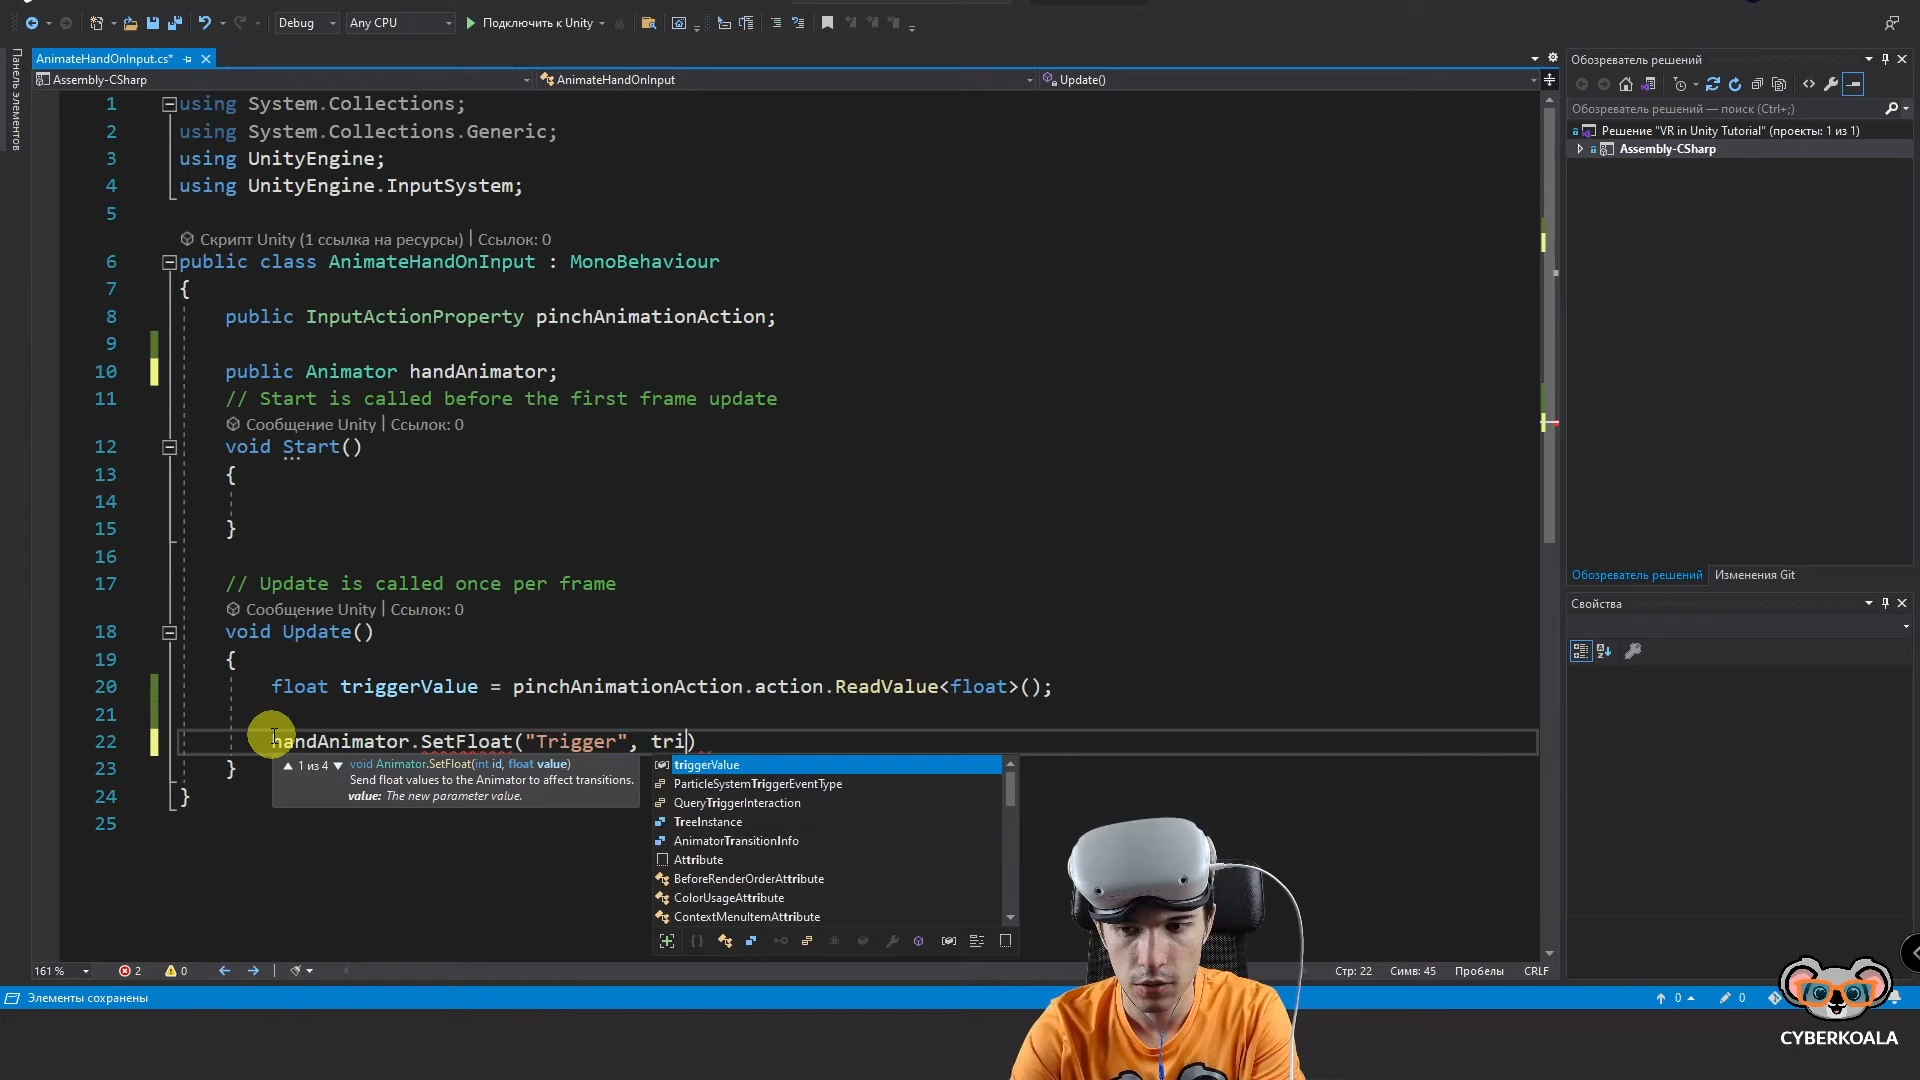 Debug
Any CPU
Подключить к Unity
AnimateHandOnInput.cs*
Панель элементов
Assembly-CSharp
AnimateHandOnInput
Update()
1 using System.Collections;
2 using System.Collections.Generic;
3 using UnityEngine;
4 using UnityEngine.InputSystem;
5
Скрипт Unity (1 ссылка на ресурсы) | Ссылок: 0
6 public class AnimateHandOnInput : MonoBehaviour
7 {
8 public InputActionProperty pinchAnimationAction;
9
10 public Animator handAnimator;
11 // Start is called before the first frame update
Сообщение Unity | Ссылок: 0
12 void Start()
13 {
14
15 }
16
17 // Update is called once per frame
Сообщение Unity | Ссылок: 0
18 void Update()
19 {
20 float triggerValue = pinchAnimationAction.action.ReadValue<float>();
21
22 handAnimator.SetFloat("Trigger", tri)
23 }
24 }
25
1 из 4 void Animator.SetFloat(int id, float value)
Send float values to the Animator to affect transitions.
value: The new parameter value.
triggerValue
ParticleSystemTriggerEventType
QueryTriggerInteraction
TreeInstance
AnimatorTransitionInfo
Attribute
BeforeRenderOrderAttribute
ColorUsageAttribute
ContextMenuItemAttribute
161 %
2
0
Стр: 22
Симв: 45
Пробелы
CRLF
Элементы сохранены
0
0
Обозреватель решений
Обозреватель решений — поиск (Ctrl+;)
Решение "VR in Unity Tutorial" (проекты: 1 из 1)
Assembly-CSharp
Обозреватель решений
Изменения Git
Свойства
CYBERKOALA